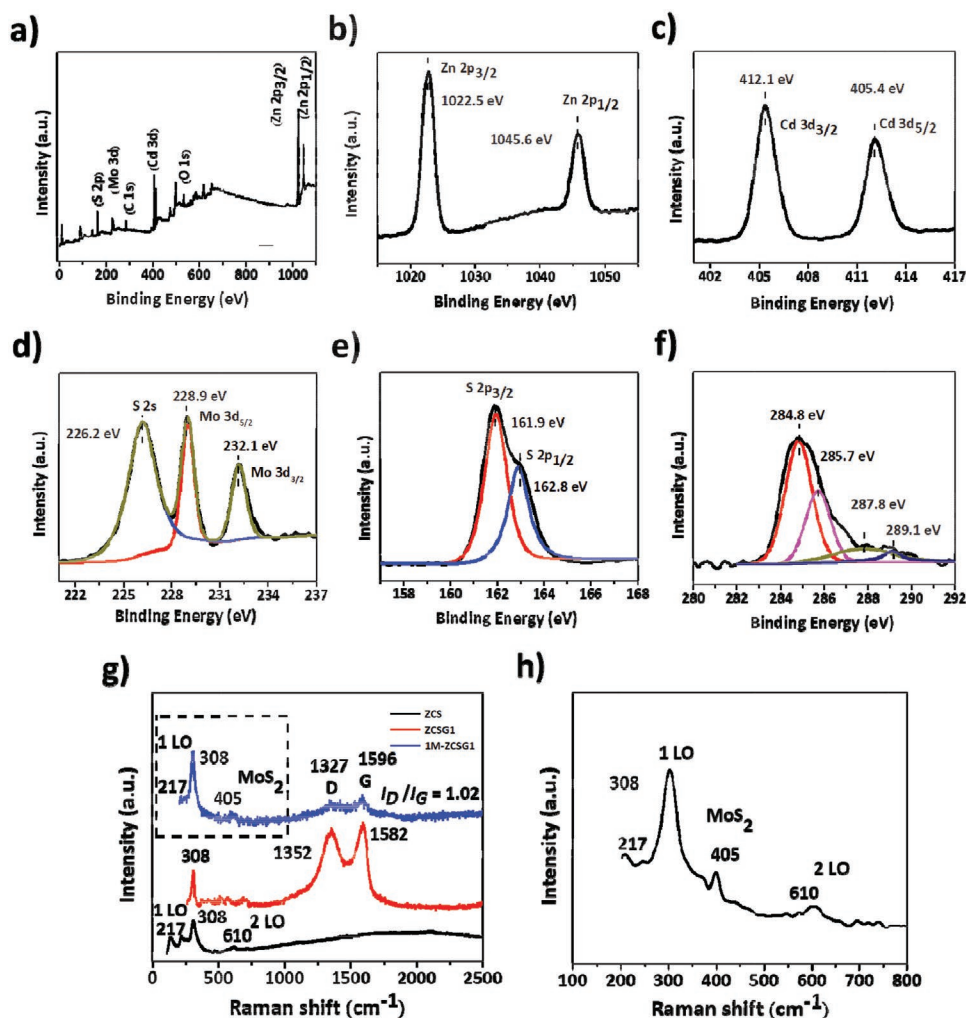 a)
Intensity (a.u.)
(S 2p)
(Mo 3d)
(C 1s)
(Cd 3d)
(O 1s)
(Zn 2p3/2)
(Zn 2p1/2)
0 200 400 600 800 1000
Binding Energy (eV)
b)
Intensity (a.u.)
Zn 2p3/2
1022.5 eV
Zn 2p1/2
1045.6 eV
1020 1030 1040 1050
Binding Energy (eV)
c)
Intensity (a.u.)
412.1 eV
Cd 3d3/2
405.4 eV
Cd 3d5/2
402 405 408 411 414 417
Binding Energy (eV)
d)
Intensity (a.u.)
S 2s
226.2 eV
228.9 eV
Mo 3d5/2
232.1 eV
Mo 3d3/2
222 225 228 231 234 237
Binding Energy (eV)
e)
Intensity (a.u.)
S 2p3/2
161.9 eV
S 2p1/2
162.8 eV
158 160 162 164 166 168
Binding Energy (eV)
f)
Intensity (a.u.)
284.8 eV
285.7 eV
287.8 eV
289.1 eV
280 282 284 286 288 290 292
Binding Energy (eV)
g)
Intensity (a.u.)
ZCS
ZCSG1
1M-ZCSG1
1 LO
308
217
405
MoS2
1327
D
1596
G
ID/IG = 1.02
308
1352
1582
1 LO
308
217
2 LO
610
0 500 1000 1500 2000 2500
Raman shift (cm-1)
h)
Intensity (a.u.)
1 LO
308
217
MoS2
405
2 LO
610
100 200 300 400 500 600 700 800
Raman shift (cm-1)